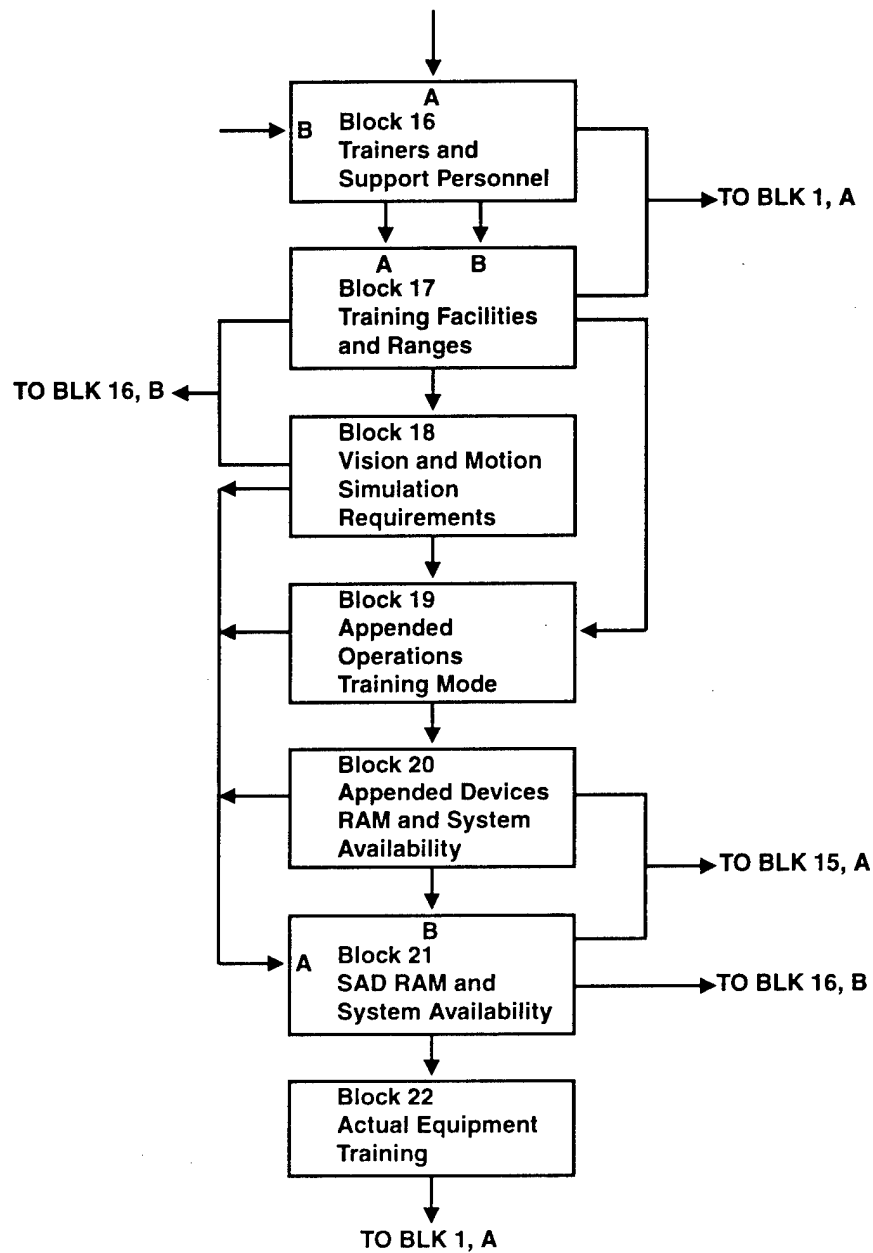 A
B
Block 16
Trainers and
Support Personnel
TO BLK 1, A
A B
Block 17
Training Facilities
and Ranges
TO BLK 16, B
Block 18
Vision and Motion
Simulation
Requirements
Block 19
Appended
Operations
Training Mode
Block 20
Appended Devices
RAM and System
Availability
TO BLK 15, A
B
A
Block 21
SAD RAM and
System Availability
TO BLK 16, B
Block 22
Actual Equipment
Training
TO BLK 1, A